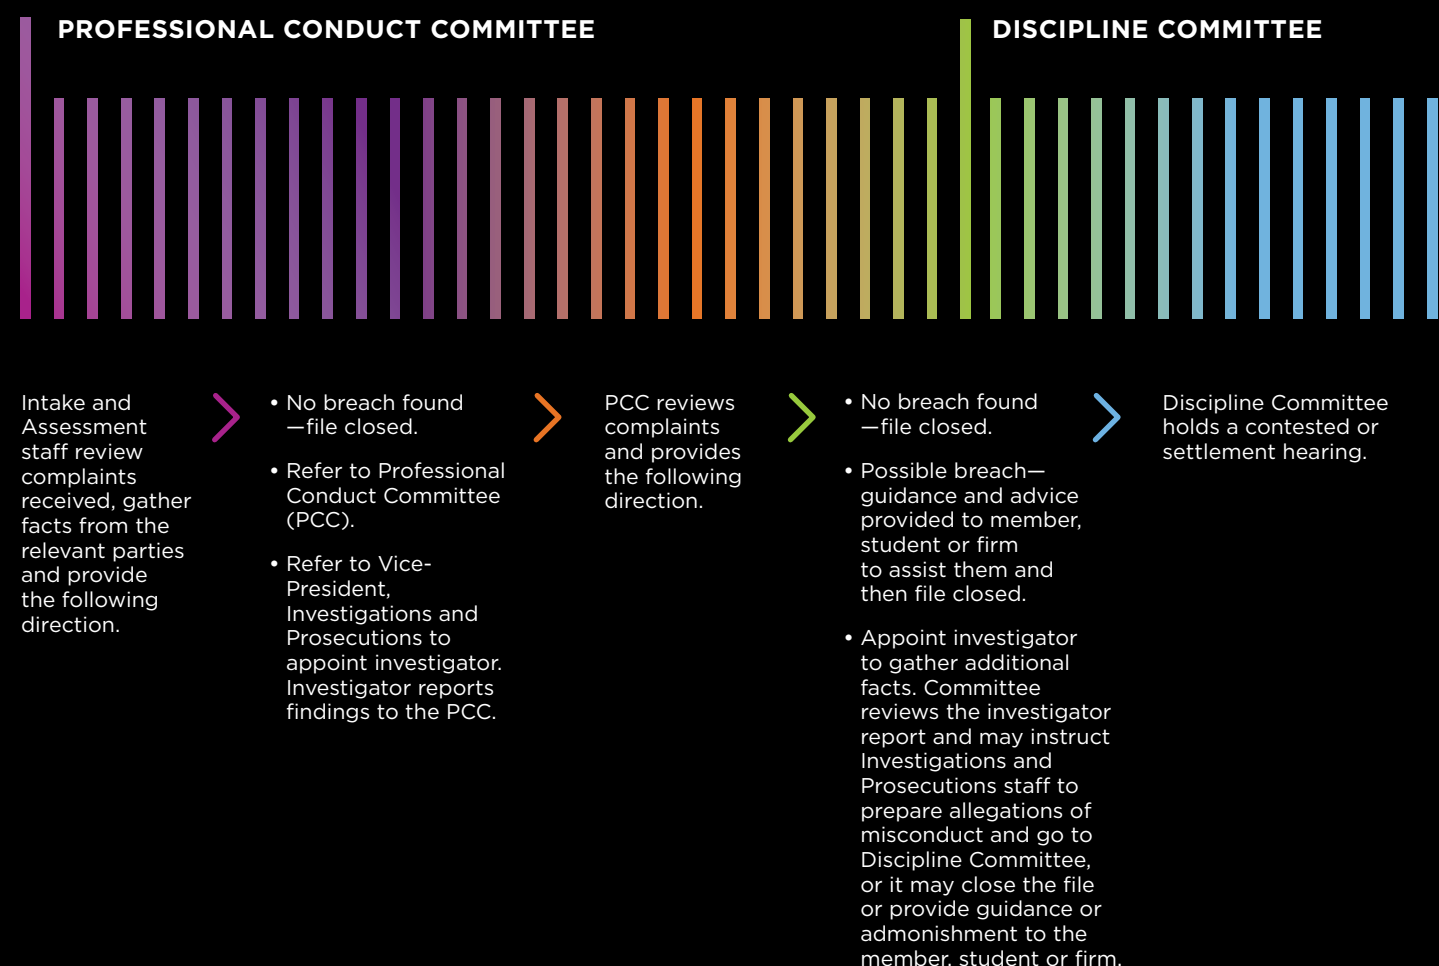 PROFESSIONAL CONDUCT COMMITTEE
DISCIPLINE COMMITTEE
Intake and
Assessment
staff review
complaints
received, gather
facts from the
relevant parties
and provide
the following
direction.
• No breach found
—file closed.
• Refer to Professional
Conduct Committee
(PCC).
• Refer to Vice-
President,
Investigations and
Prosecutions to
appoint investigator.
Investigator reports
findings to the PCC.
PCC reviews
complaints
and provides
the following
direction.
• No breach found
—file closed.
• Possible breach—
guidance and advice
provided to member,
student or firm
to assist them and
then file closed.
• Appoint investigator
to gather additional
facts. Committee
reviews the investigator
report and may instruct
Investigations and
Prosecutions staff to
prepare allegations of
misconduct and go to
Discipline Committee,
or it may close the file
or provide guidance or
admonishment to the
member, student or firm.
Discipline Committee
holds a contested or
settlement hearing.